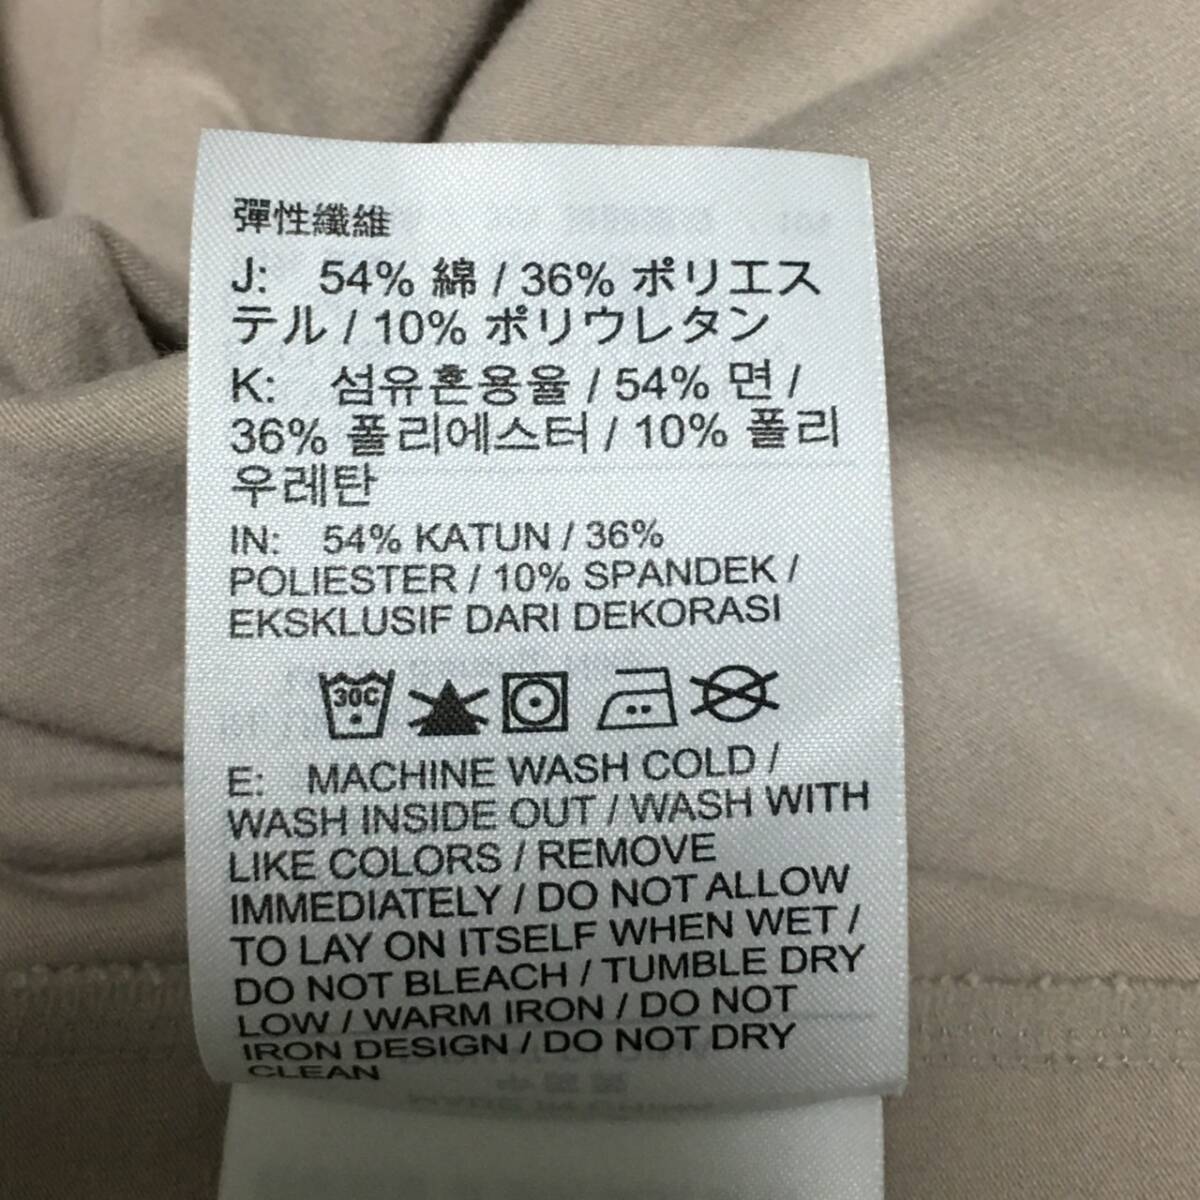 彈性纖維
J: 54% 綿 / 36% ポリエス
テル / 10% ポリウレタン
K: 섬유혼용율 / 54% 면 /
36% 폴리에스터 / 10% 폴리
우레탄
IN: 54% KATUN / 36%
POLIESTER / 10% SPANDEK /
EKSKLUSIF DARI DEKORASI
30C
E: MACHINE WASH COLD /
WASH INSIDE OUT / WASH WITH
LIKE COLORS / REMOVE
IMMEDIATELY / DO NOT ALLOW
TO LAY ON ITSELF WHEN WET /
DO NOT BLEACH / TUMBLE DRY
LOW / WARM IRON / DO NOT
IRON DESIGN / DO NOT DRY
CLEAN